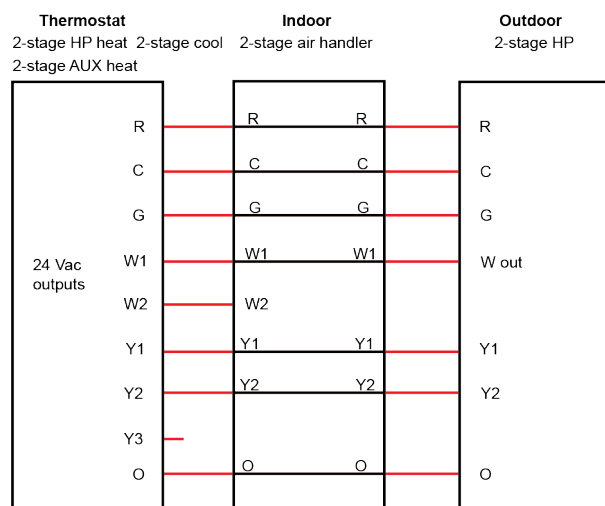 Thermostat Indoor Outdoor
2-stage HP heat 2-stage cool 2-stage air handler 2-stage HP
2-stage AUX heat
R R R R
C C C C
G G G G
W1 W1 W1 W out
24 Vac
outputs
W2 W2
Y1 Y1 Y1 Y1
Y2 Y2 Y2 Y2
Y3
O O O O